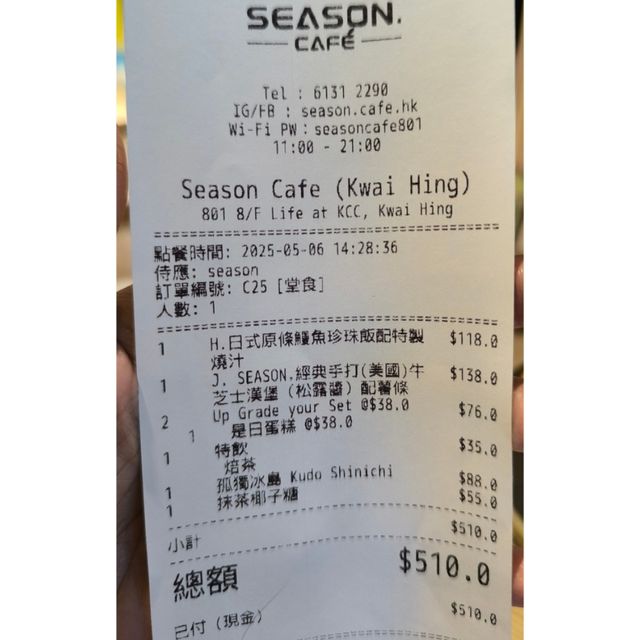 SEASON.
CAFÉ
Tel : 6131 2290
IG/FB : season.cafe.hk
Wi-Fi PW：seasoncafe801
11:00 - 21:00
Season Cafe (Kwai Hing)
801 8/F Life at KCC, Kwai Hing
點餐時間: 2025-05-06 14:28:36
侍應: season
訂單編號: C25 [堂食]
人數: 1
1 H.日式原條鰻魚珍珠飯配特製 $118.0
燒汁
1 J. SEASON.經典手打(美國)牛 $138.0
芝士漢堡（松露醬）配薯條
2 Up Grade your Set @$38.0 $76.0
1 是日蛋糕 @$38.0
1 特飲 $35.0
焙茶
1 孤獨冰島 Kudo Shinichi $88.0
1 抹茶椰子糖 $55.0
小計 $510.0
總額 $510.0
已付 (現金) $510.0